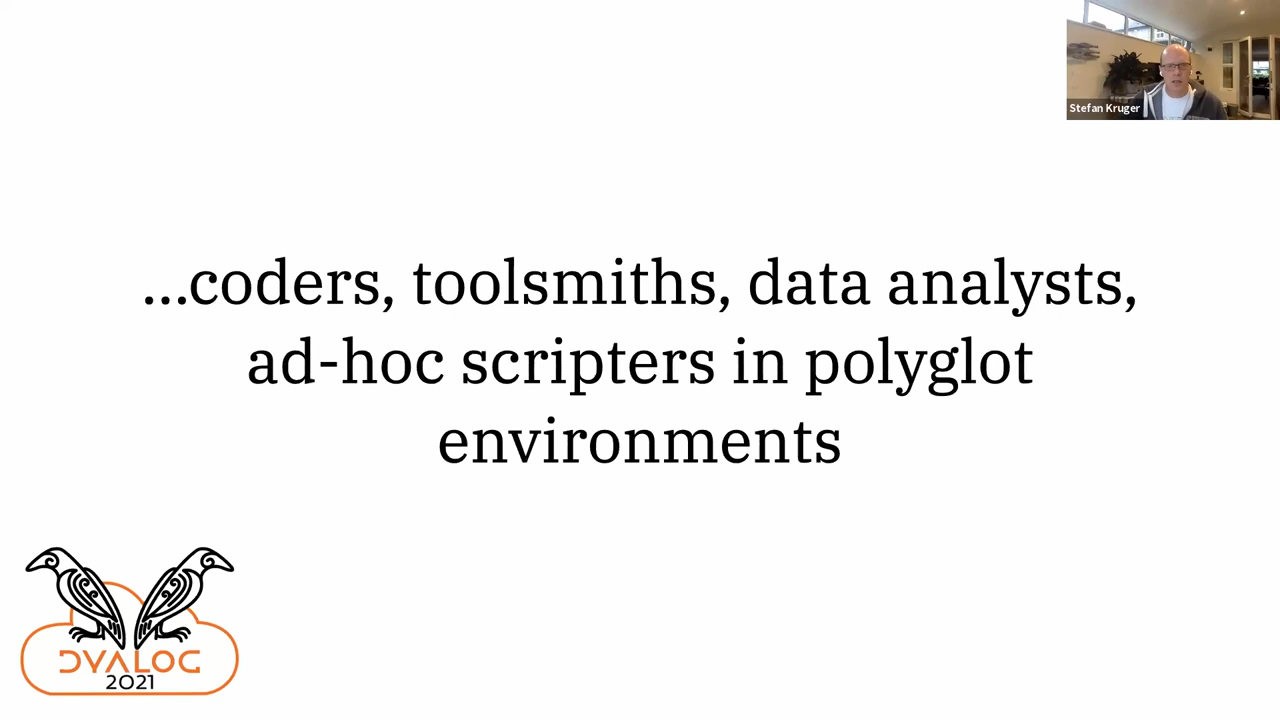 Stefan Kruger
...coders, toolsmiths, data analysts,
ad-hoc scripters in polyglot
environments
DYALOG
2021